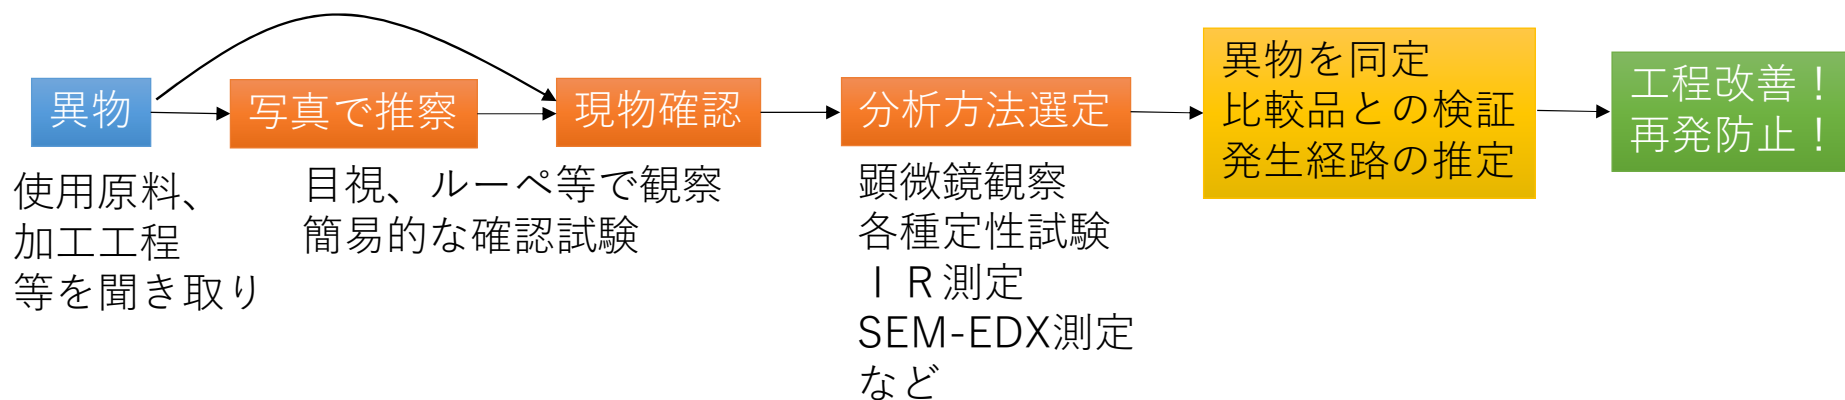 異物
写真で推察
現物確認
分析方法選定
異物を同定
比較品との検証
発生経路の推定
工程改善！
再発防止！
使用原料、
加工工程
等を聞き取り
目視、ルーペ等で観察
簡易的な確認試験
顕微鏡観察
各種定性試験
ＩＲ測定
SEM-EDX測定
など